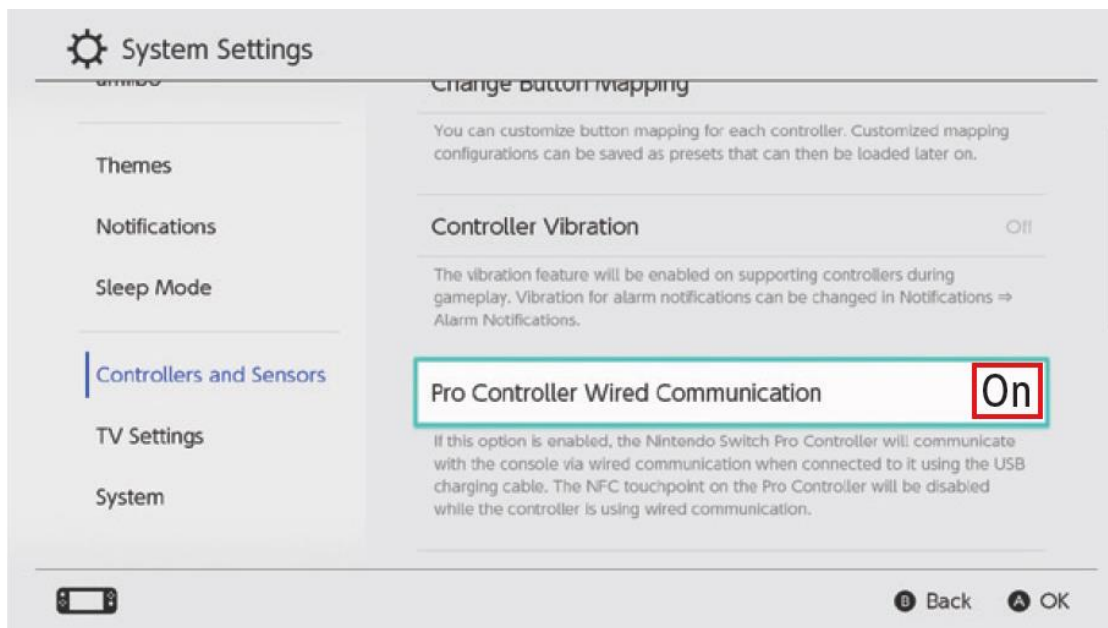 System Settings
amiibo
Change Button Mapping
You can customize button mapping for each controller. Customized mapping
configurations can be saved as presets that can then be loaded later on.
Themes
Notifications
Controller Vibration Off
Sleep Mode
The vibration feature will be enabled on supporting controllers during
gameplay. Vibration for alarm notifications can be changed in Notifications ⇒
Alarm Notifications.
Controllers and Sensors
Pro Controller Wired Communication On
TV Settings
If this option is enabled, the Nintendo Switch Pro Controller will communicate
with the console via wired communication when connected to it using the USB
charging cable. The NFC touchpoint on the Pro Controller will be disabled
while the controller is using wired communication.
System
B Back A OK